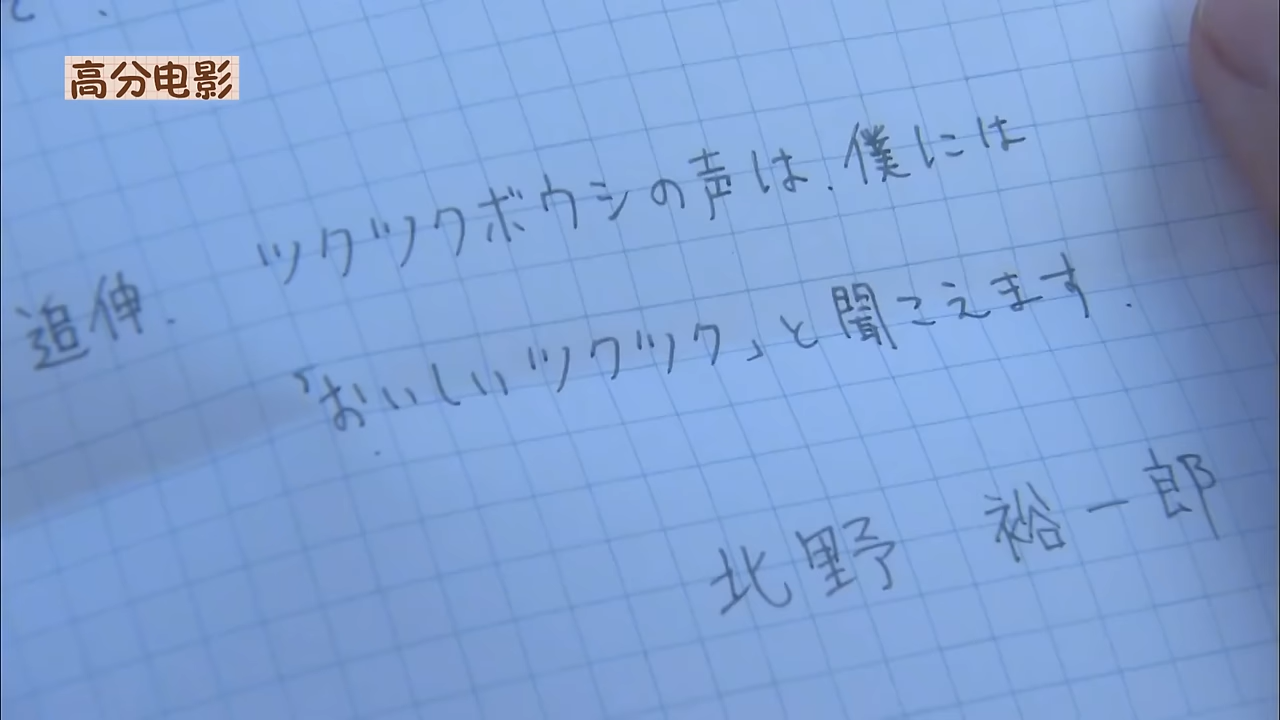 高分电影
追伸. ツクツクボウシの声は、僕には
「おいしいツクツク」と聞こえます.
北野 裕一郎